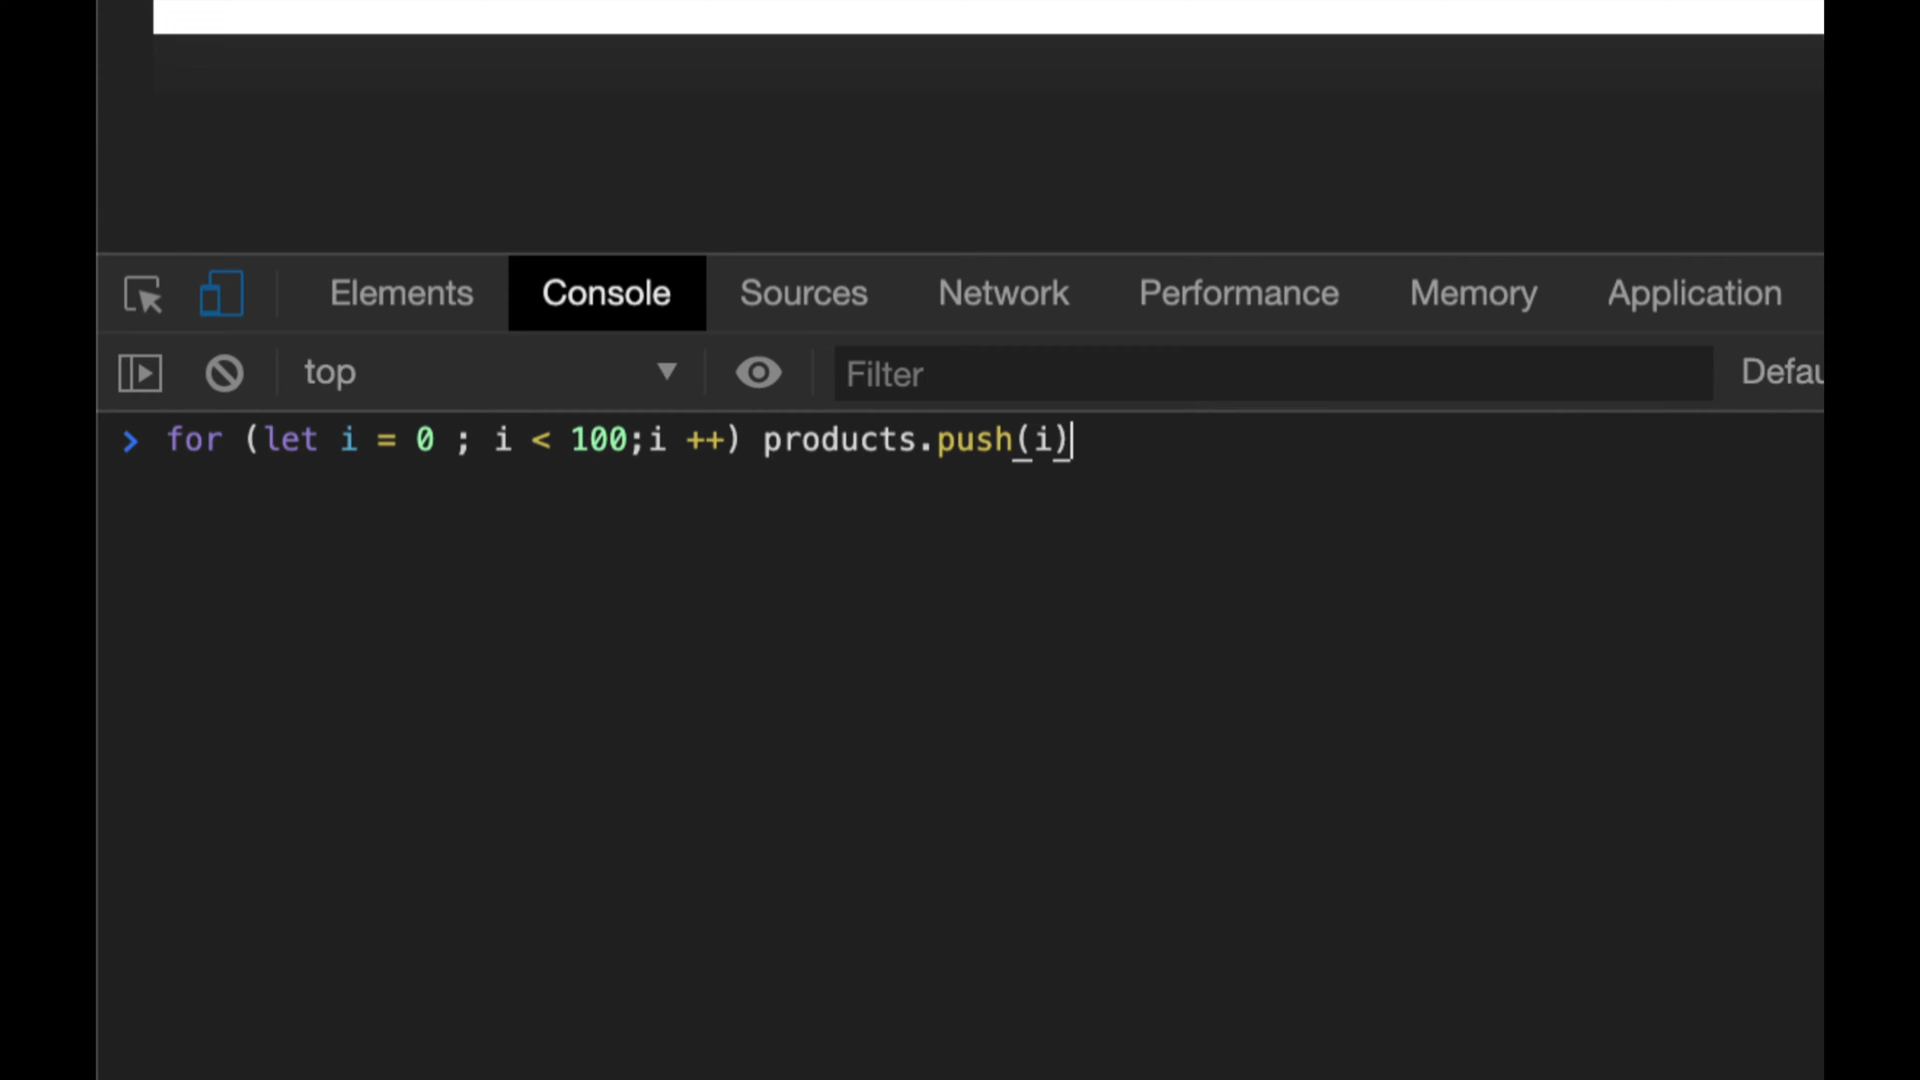 Elements Console Sources Network Performance Memory Application
top Filter Defau
for (let i = 0 ; i < 100;i ++) products.push(i)